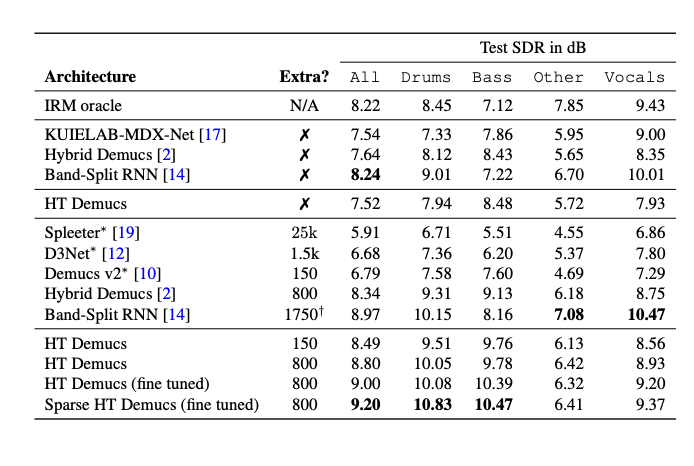 Test SDR in dB
Architecture Extra? All Drums Bass Other Vocals
IRM oracle N/A 8.22 8.45 7.12 7.85 9.43
KUIELAB-MDX-Net [17] ✗ 7.54 7.33 7.86 5.95 9.00
Hybrid Demucs [2] ✗ 7.64 8.12 8.43 5.65 8.35
Band-Split RNN [14] ✗ 8.24 9.01 7.22 6.70 10.01
HT Demucs ✗ 7.52 7.94 8.48 5.72 7.93
Spleeter* [19] 25k 5.91 6.71 5.51 4.55 6.86
D3Net* [12] 1.5k 6.68 7.36 6.20 5.37 7.80
Demucs v2* [10] 150 6.79 7.58 7.60 4.69 7.29
Hybrid Demucs [2] 800 8.34 9.31 9.13 6.18 8.75
Band-Split RNN [14] 1750† 8.97 10.15 8.16 7.08 10.47
HT Demucs 150 8.49 9.51 9.76 6.13 8.56
HT Demucs 800 8.80 10.05 9.78 6.42 8.93
HT Demucs (fine tuned) 800 9.00 10.08 10.39 6.32 9.20
Sparse HT Demucs (fine tuned) 800 9.20 10.83 10.47 6.41 9.37